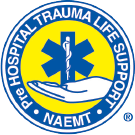 Pre HOSPITAL TRAUMA LIFE SUPPORT
• NAEMT •
®